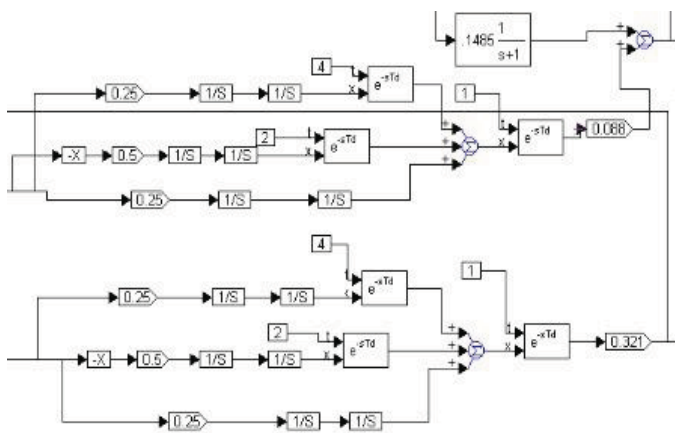 .1485 1
s+1
+
+
Σ
4
t
x
e-sTd
0.25 1/S 1/S
1
t
x
e-sTd
0.088
2
t
x
e-sTd
+
+
+
Σ
-X 0.5 1/S 1/S
0.25 1/S 1/S
4
t
e-sTd
0.25 1/S 1/S
1
t
x
e-sTd
0.321
2
t
x
e-sTd
+
+
+
Σ
-X 0.5 1/S 1/S
0.25 1/S 1/S